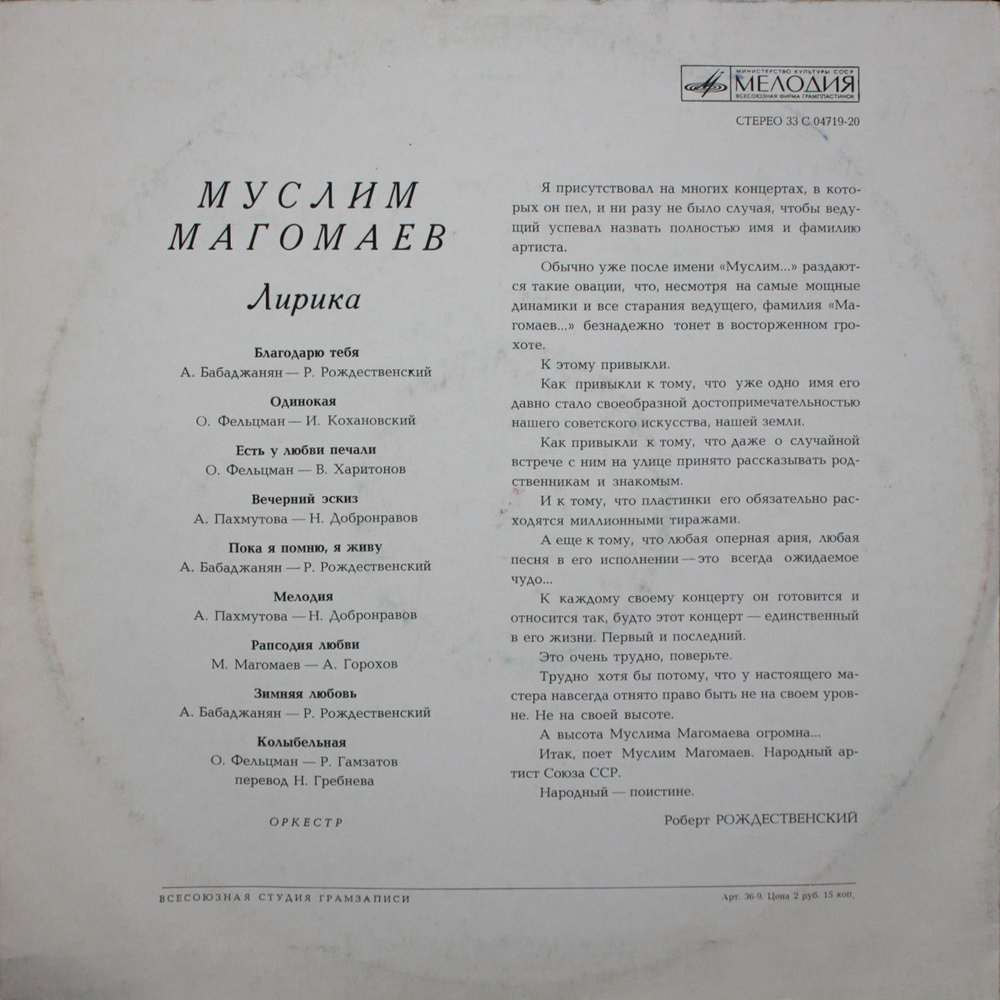 МИНИСТЕРСТВО КУЛЬТУРЫ СССР
МЕЛОДИЯ
ВСЕСОЮЗНАЯ ФИРМА ГРАМПЛАСТИНОК
СТЕРЕО 33 С 04719-20
МУСЛИМ
МАГОМАЕВ
Лирика
Благодарю тебя
А. Бабаджанян — Р. Рождественский
Одинокая
О. Фельцман — И. Кохановский
Есть у любви печали
О. Фельцман — В. Харитонов
Вечерний эскиз
А. Пахмутова — Н. Добронравов
Пока я помню, я живу
А. Бабаджанян — Р. Рождественский
Мелодия
А. Пахмутова — Н. Добронравов
Рапсодия любви
М. Магомаев — А. Горохов
Зимняя любовь
А. Бабаджанян — Р. Рождественский
Колыбельная
О. Фельцман — Р. Гамзатов
перевод Н. Гребнева
ОРКЕСТР
Я присутствовал на многих концертах, в кото-
рых он пел, и ни разу не было случая, чтобы веду-
щий успевал назвать полностью имя и фамилию
артиста.
Обычно уже после имени «Муслим...» раздают-
ся такие овации, что, несмотря на самые мощные
динамики и все старания ведущего, фамилия «Ма-
гомаев...» безнадежно тонет в восторженном гро-
хоте.
К этому привыкли.
Как привыкли к тому, что уже одно имя его
давно стало своеобразной достопримечательностью
нашего советского искусства, нашей земли.
Как привыкли к тому, что даже о случайной
встрече с ним на улице принято рассказывать род-
ственникам и знакомым.
И к тому, что пластинки его обязательно рас-
ходятся миллионными тиражами.
А еще к тому, что любая оперная ария, любая
песня в его исполнении — это всегда ожидаемое
чудо...
К каждому своему концерту он готовится и
относится так, будто этот концерт — единственный
в его жизни. Первый и последний.
Это очень трудно, поверьте.
Трудно хотя бы потому, что у настоящего ма-
стера навсегда отнято право быть не на своем уров-
не. Не на своей высоте.
А высота Муслима Магомаева огромна...
Итак, поет Муслим Магомаев. Народный ар-
тист Союза ССР.
Народный — поистине.
Роберт РОЖДЕСТВЕНСКИЙ
ВСЕСОЮЗНАЯ СТУДИЯ ГРАМЗАПИСИ
Арт. 36-9. Цена 2 руб. 15 коп.